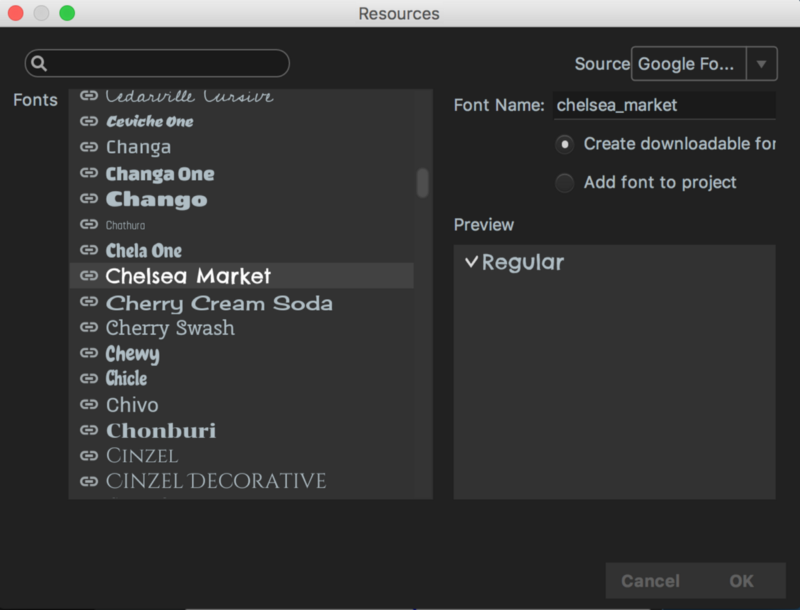 Resources
Source
Google Fo...
Fonts
Cedarville Cursive
Ceviche One
Changa
Changa One
Chango
Chathura
Chela One
Chelsea Market
Cherry Cream Soda
Cherry Swash
Chewy
Chicle
Chivo
Chonburi
Cinzel
Cinzel Decorative
Font Name:
chelsea_market
Create downloadable for
Add font to project
Preview
Regular
Cancel
OK